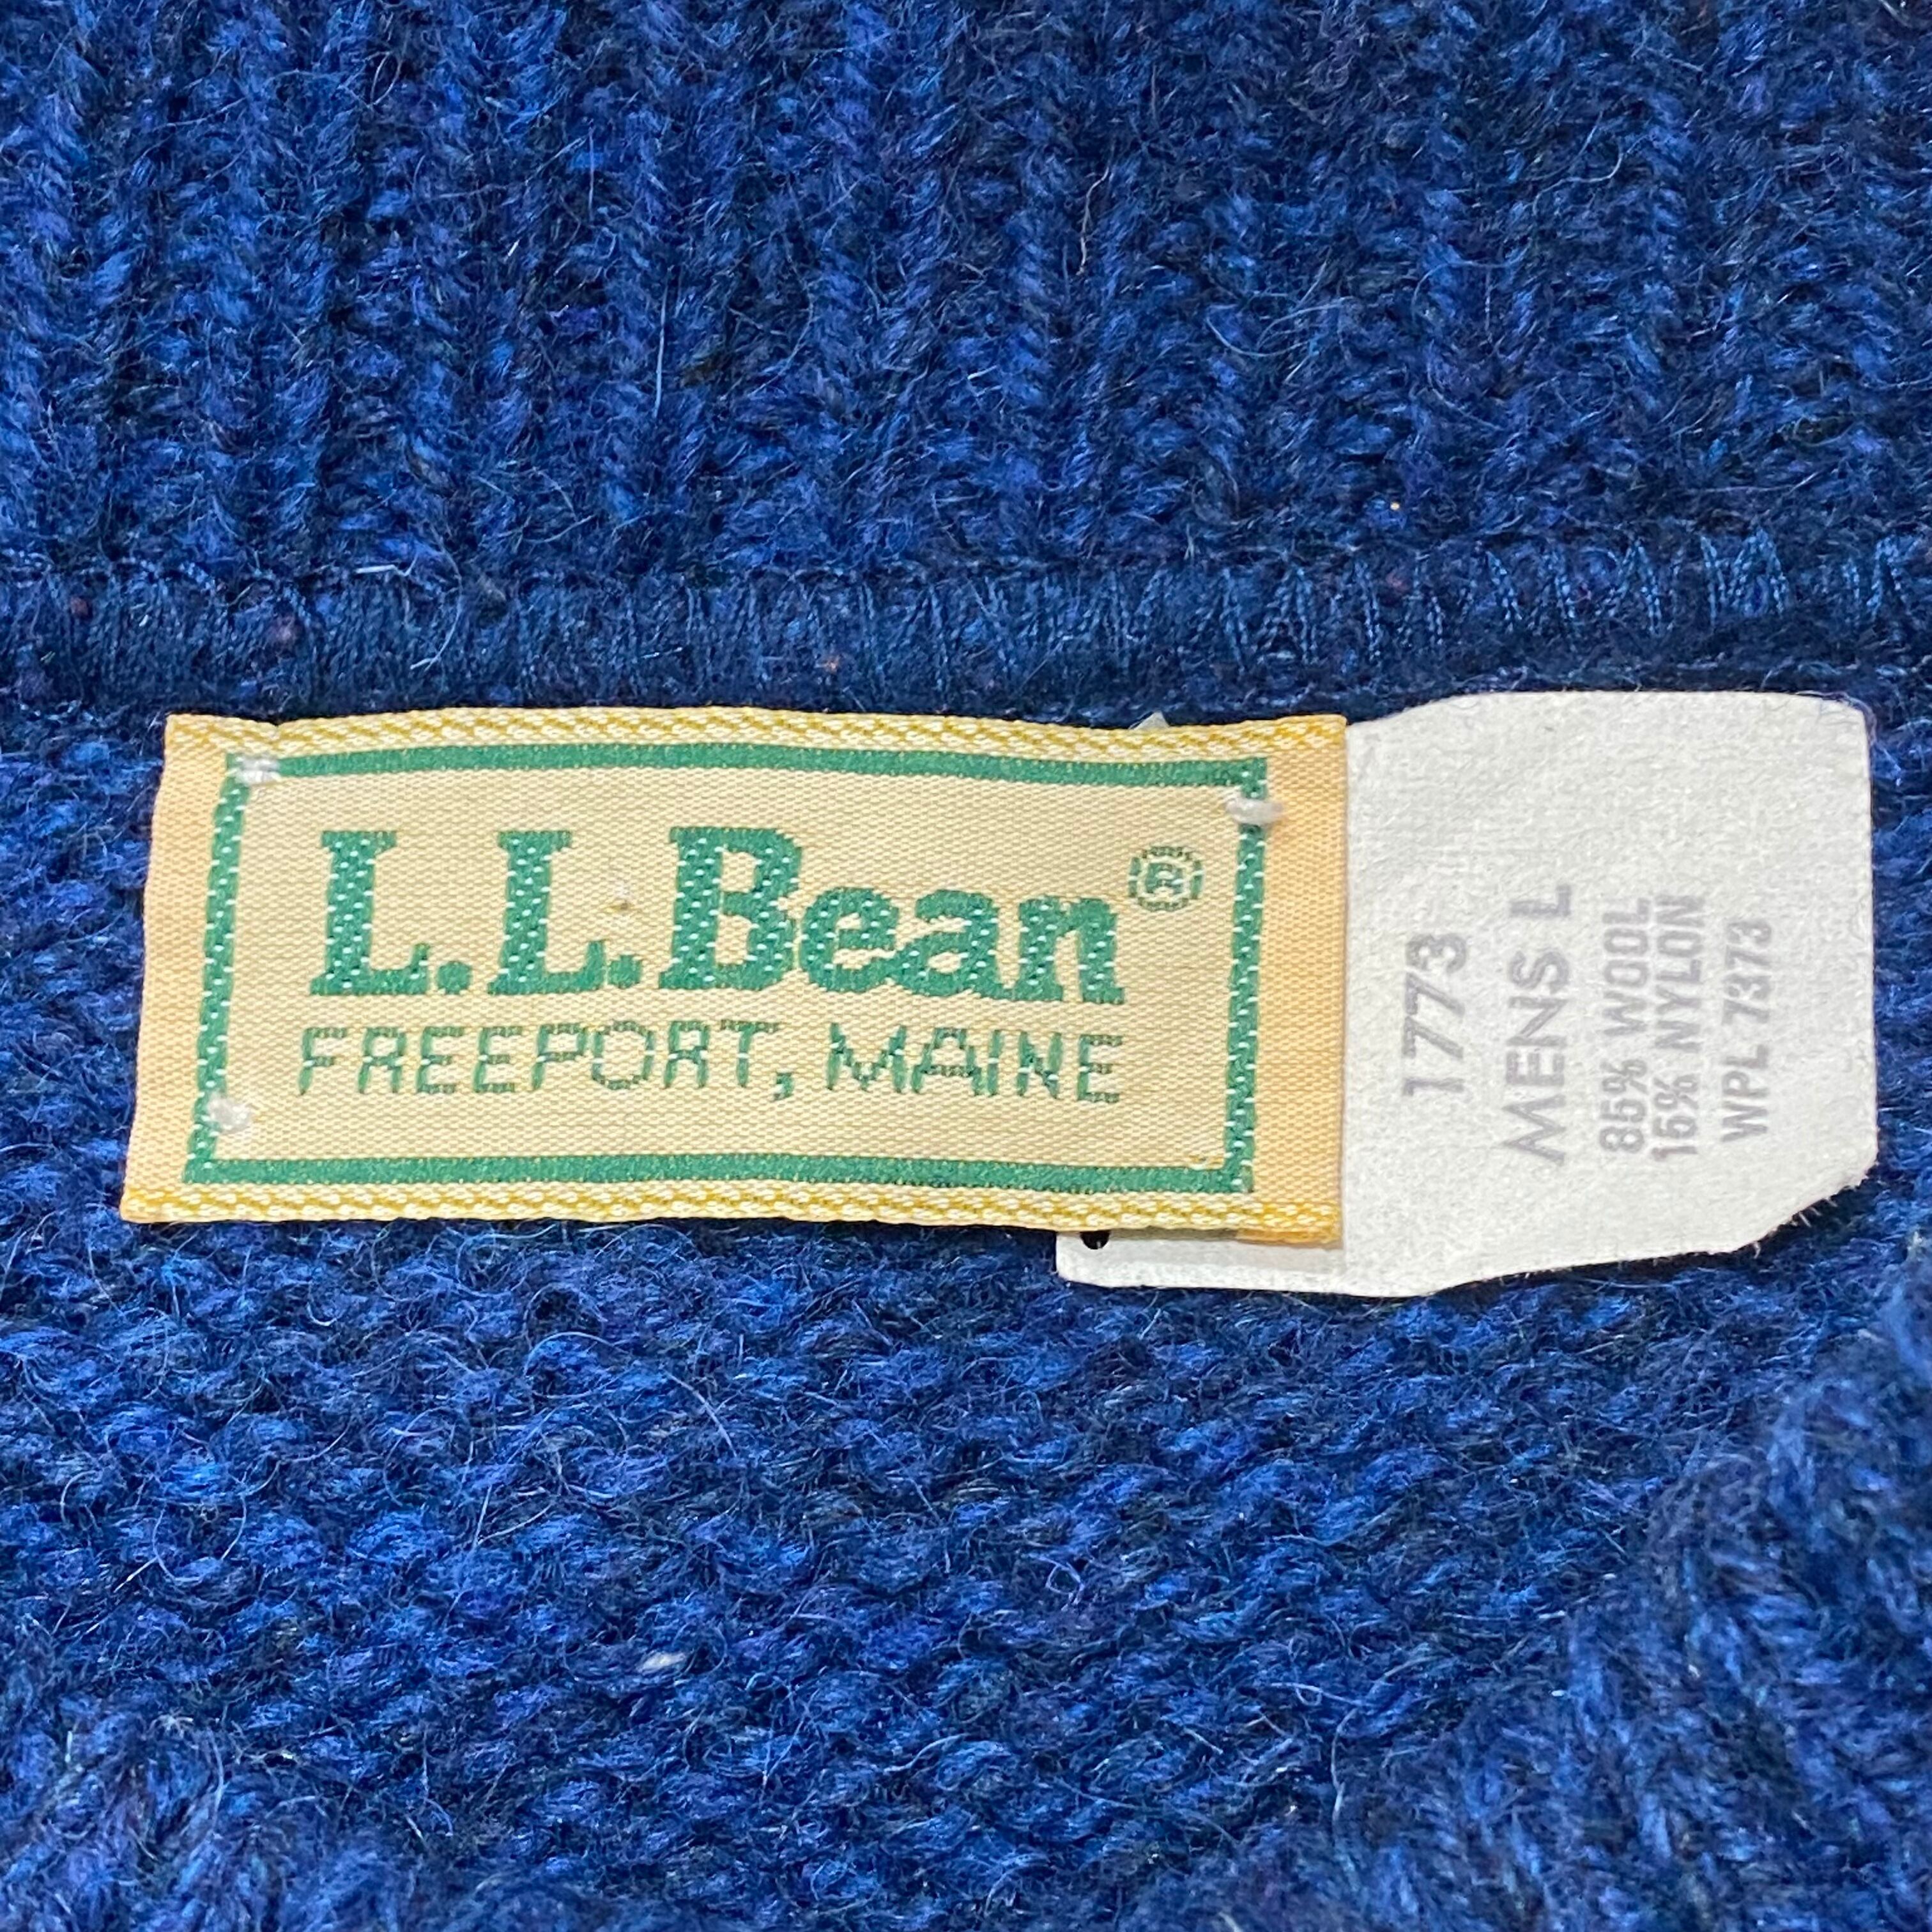 L.L.Bean®
FREEPORT, MAINE
1773
MENS L
85% WOOL
15% NYLON
WPL 7373